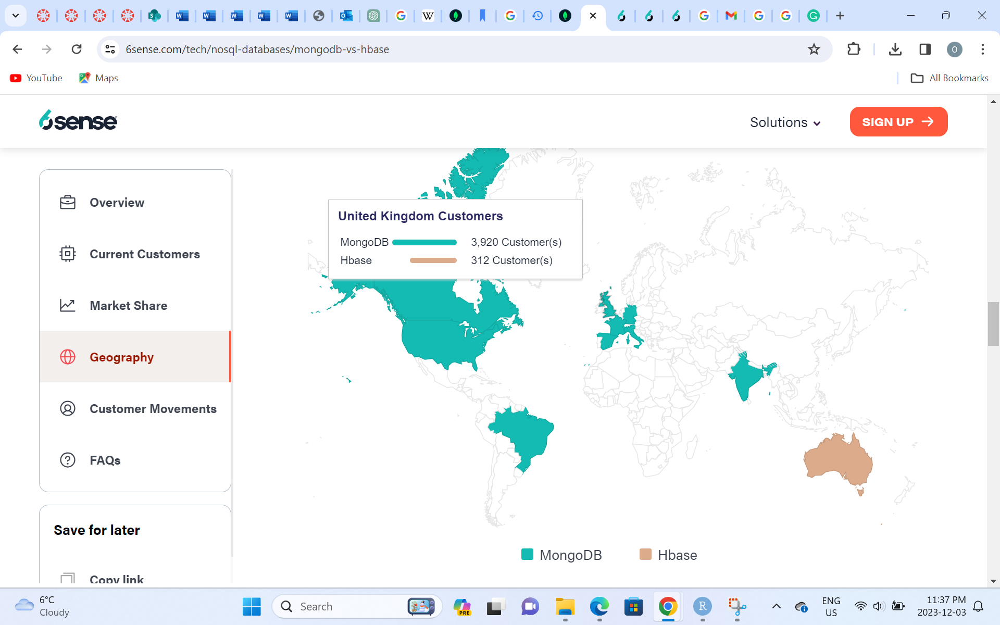 6sense.com/tech/nosql-databases/mongodb-vs-hbase
O
YouTube
Maps
All Bookmarks
6sense
Solutions
SIGN UP
Overview
Current Customers
Market Share
Geography
Customer Movements
FAQs
Save for later
Copy link
United Kingdom Customers
MongoDB 3,920 Customer(s)
Hbase 312 Customer(s)
MongoDB
Hbase
6°C
Cloudy
Search
PRE
R
ENG
US
11:37 PM
2023-12-03